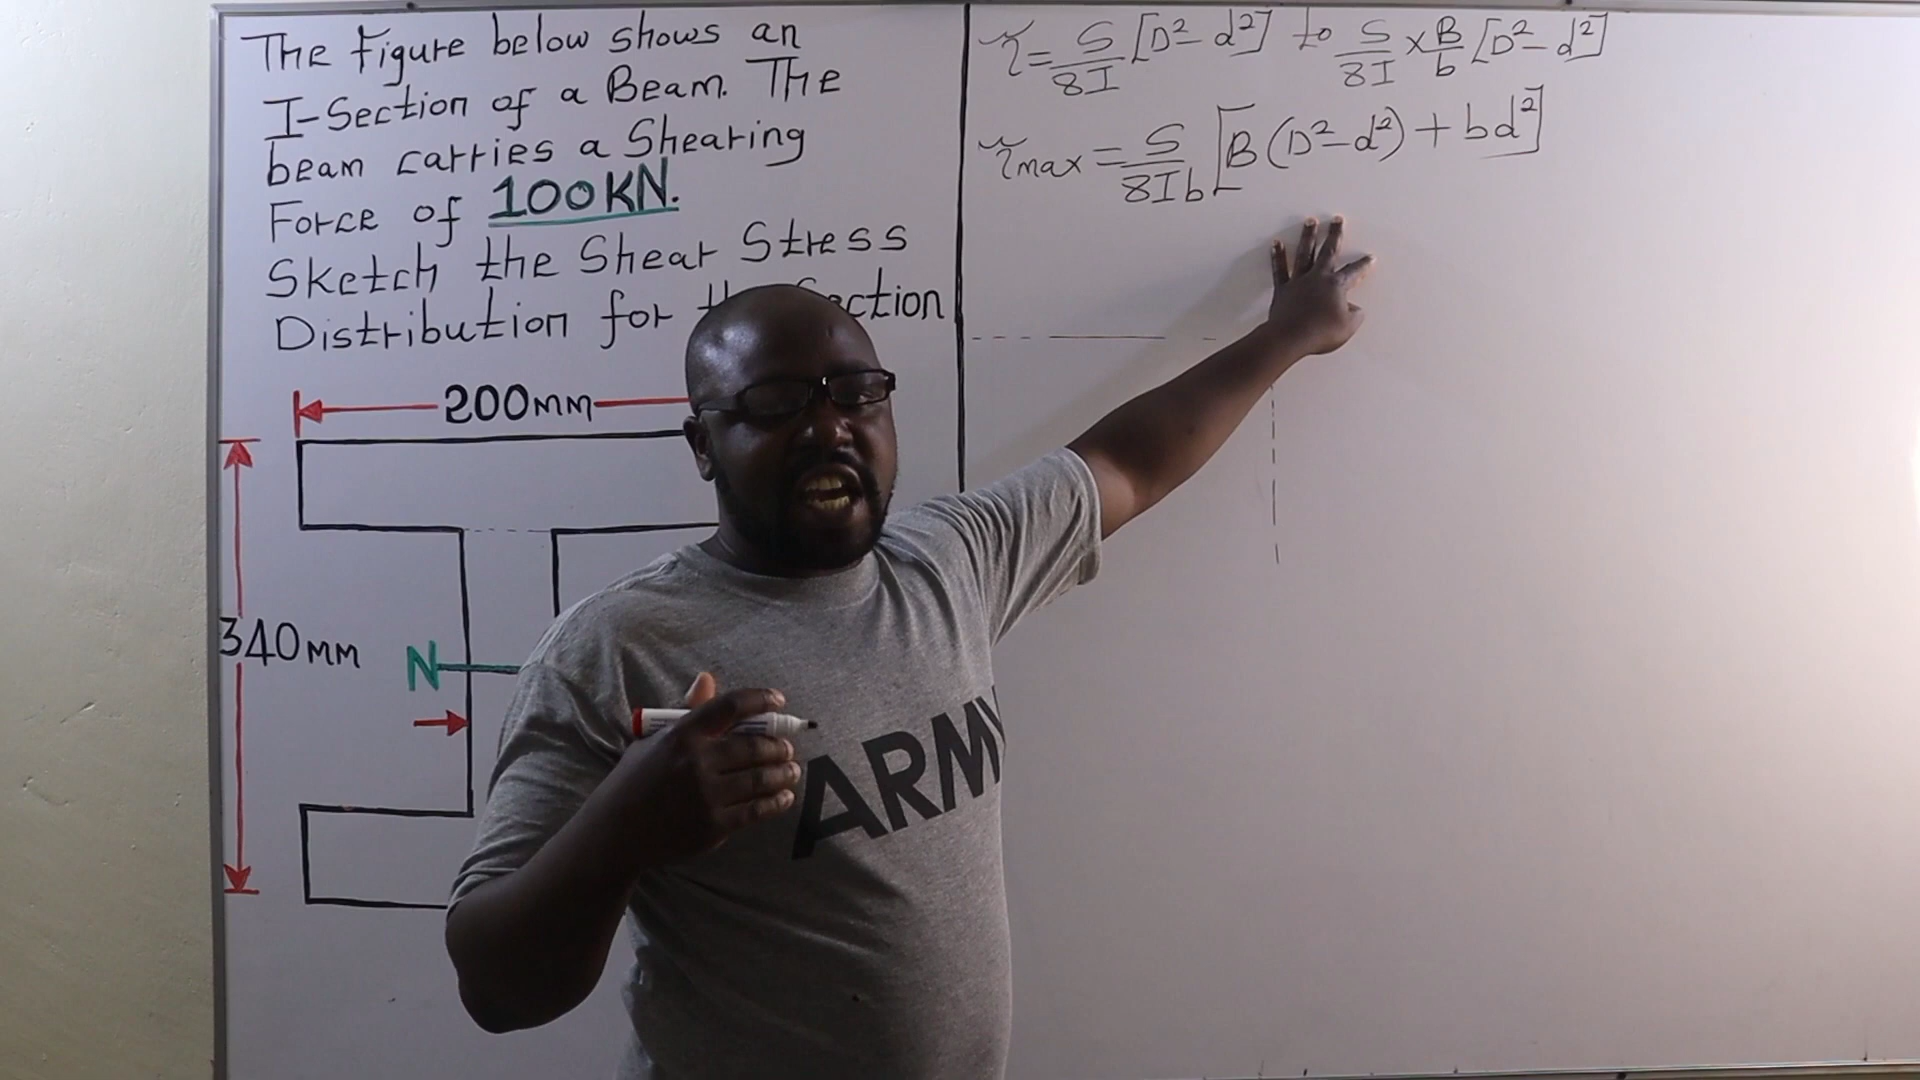 The Figure below shows an
I-Section of a Beam. The
beam carries a Shearing
Force of 100KN.
Sketch the Shear Stress
Distribution for Section
200mm
340mm
N
τ = S/8I [D² - d²] to S/8I × B/b [D² - d²]
τmax = S/8Ib [B(D² - d²) + bd²]
ARMY